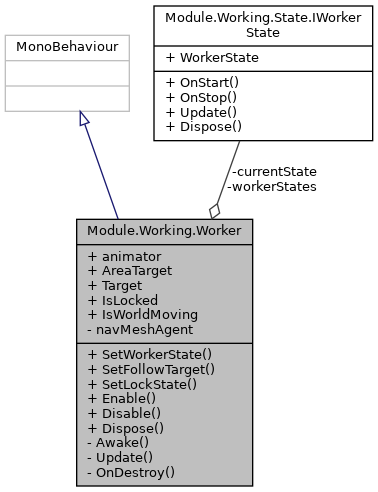 Module.Working.State.IWorker
State
+ WorkerState
+ OnStart()
+ OnStop()
+ Update()
+ Dispose()
MonoBehaviour
-currentState
-workerStates
Module.Working.Worker
+ animator
+ AreaTarget
+ Target
+ IsLocked
+ IsWorldMoving
- navMeshAgent
+ SetWorkerState()
+ SetFollowTarget()
+ SetLockState()
+ Enable()
+ Disable()
+ Dispose()
- Awake()
- Update()
- OnDestroy()